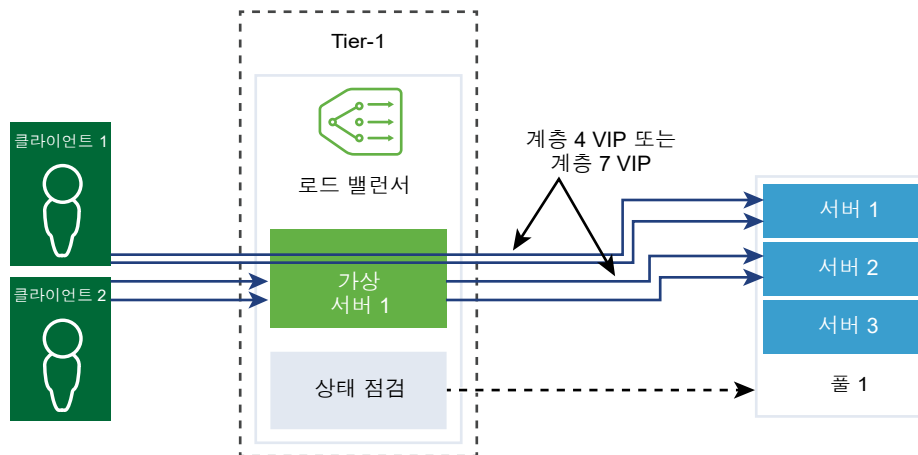 Tier-1
로드 밸런서
클라이언트 1
클라이언트 2
가상
서버 1
상태 점검
계층 4 VIP 또는
계층 7 VIP
서버 1
서버 2
서버 3
풀 1